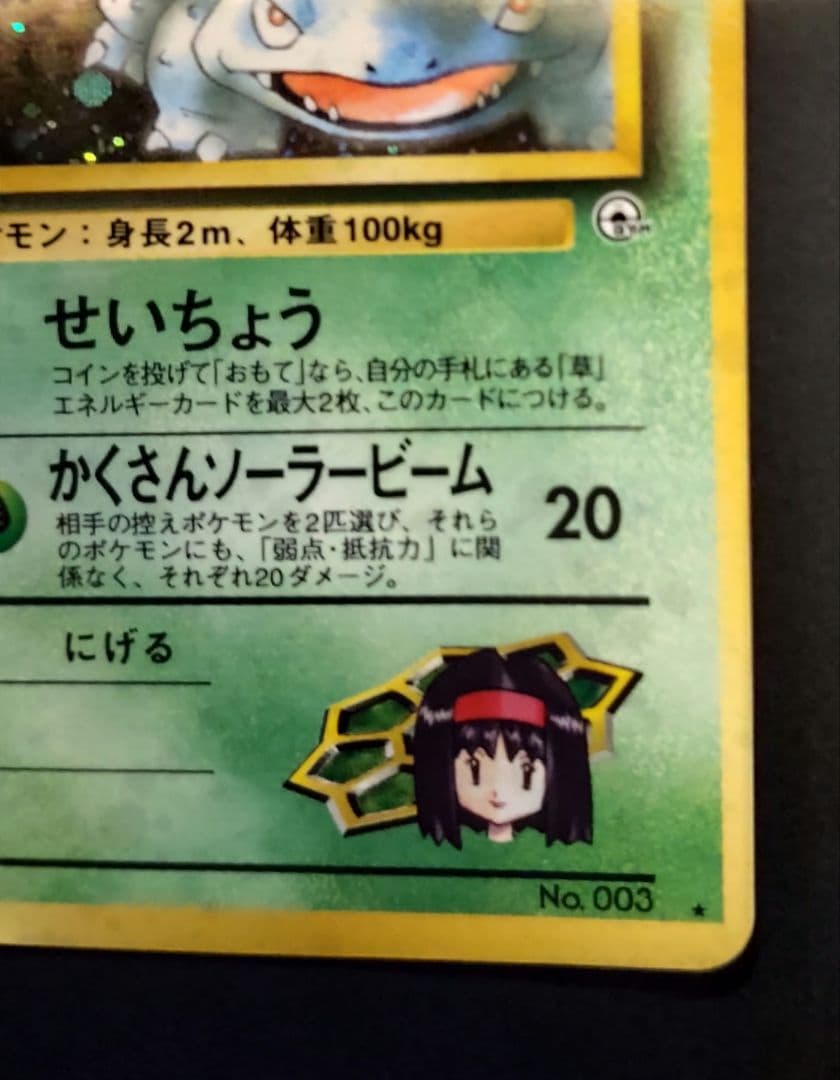 モン：身長2m、体重100kg
せいちょう
コインを投げて「おもて」なら、自分の手札にある「草」
エネルギーカードを最大2枚、このカードにつける。
かくさんソーラービーム 20
相手の控えポケモンを2匹選び、それら
のポケモンにも、「弱点・抵抗力」に関
係なく、それぞれ20ダメージ。
にげる
No. 003 ★